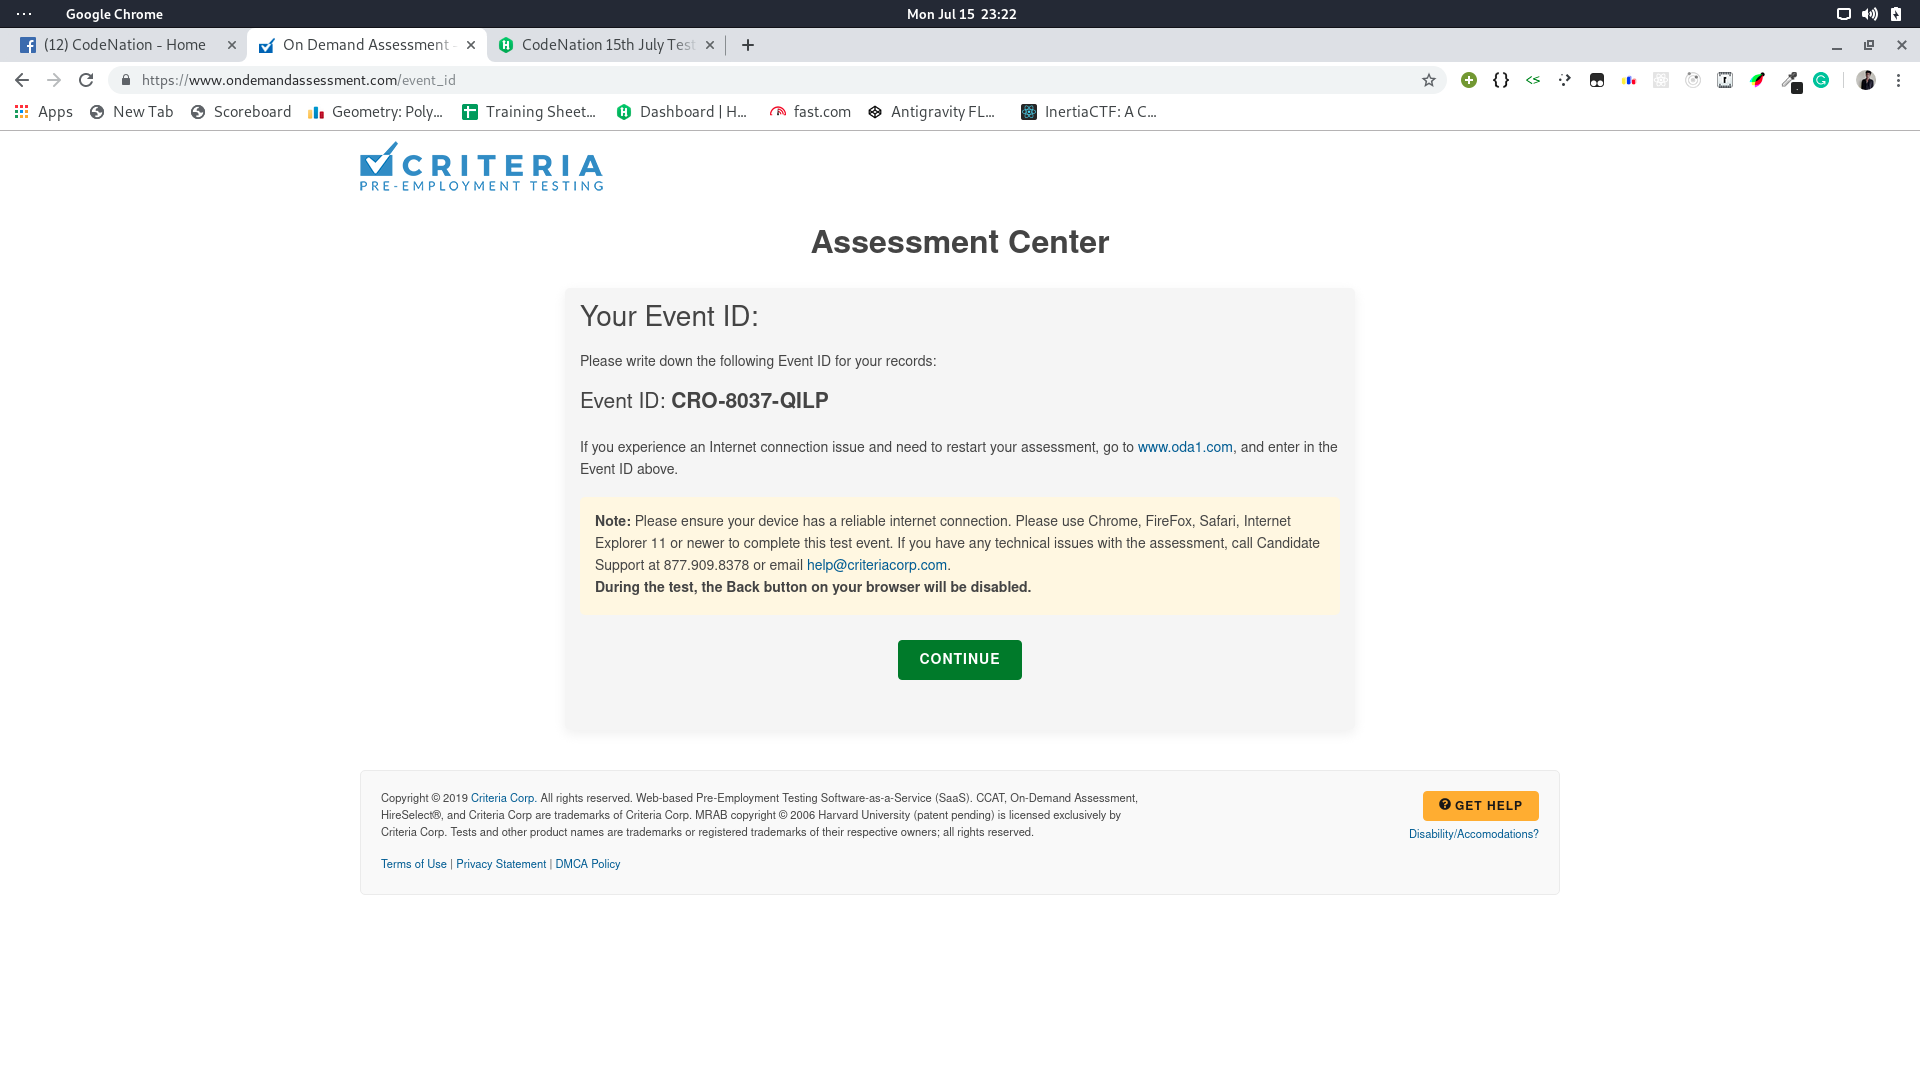 Google Chrome
Mon Jul 15 23:22
(12) CodeNation - Home
On Demand Assessment -
CodeNation 15th July Test
https://www.ondemandassessment.com/event_id
Apps
New Tab
Scoreboard
Geometry: Poly...
Training Sheet...
Dashboard | H...
fast.com
Antigravity FL...
InertiaCTF: A C...
CRITERIA
PRE-EMPLOYMENT TESTING
Assessment Center
Your Event ID:
Please write down the following Event ID for your records:
Event ID: CRO-8037-QILP
If you experience an Internet connection issue and need to restart your assessment, go to www.oda1.com, and enter in the
Event ID above.
Note: Please ensure your device has a reliable internet connection. Please use Chrome, FireFox, Safari, Internet
Explorer 11 or newer to complete this test event. If you have any technical issues with the assessment, call Candidate
Support at 877.909.8378 or email help@criteriacorp.com.
During the test, the Back button on your browser will be disabled.
CONTINUE
Copyright © 2019 Criteria Corp. All rights reserved. Web-based Pre-Employment Testing Software-as-a-Service (SaaS). CCAT, On-Demand Assessment,
HireSelect®, and Criteria Corp are trademarks of Criteria Corp. MRAB copyright © 2006 Harvard University (patent pending) is licensed exclusively by
Criteria Corp. Tests and other product names are trademarks or registered trademarks of their respective owners; all rights reserved.
Terms of Use | Privacy Statement | DMCA Policy
GET HELP
Disability/Accomodations?